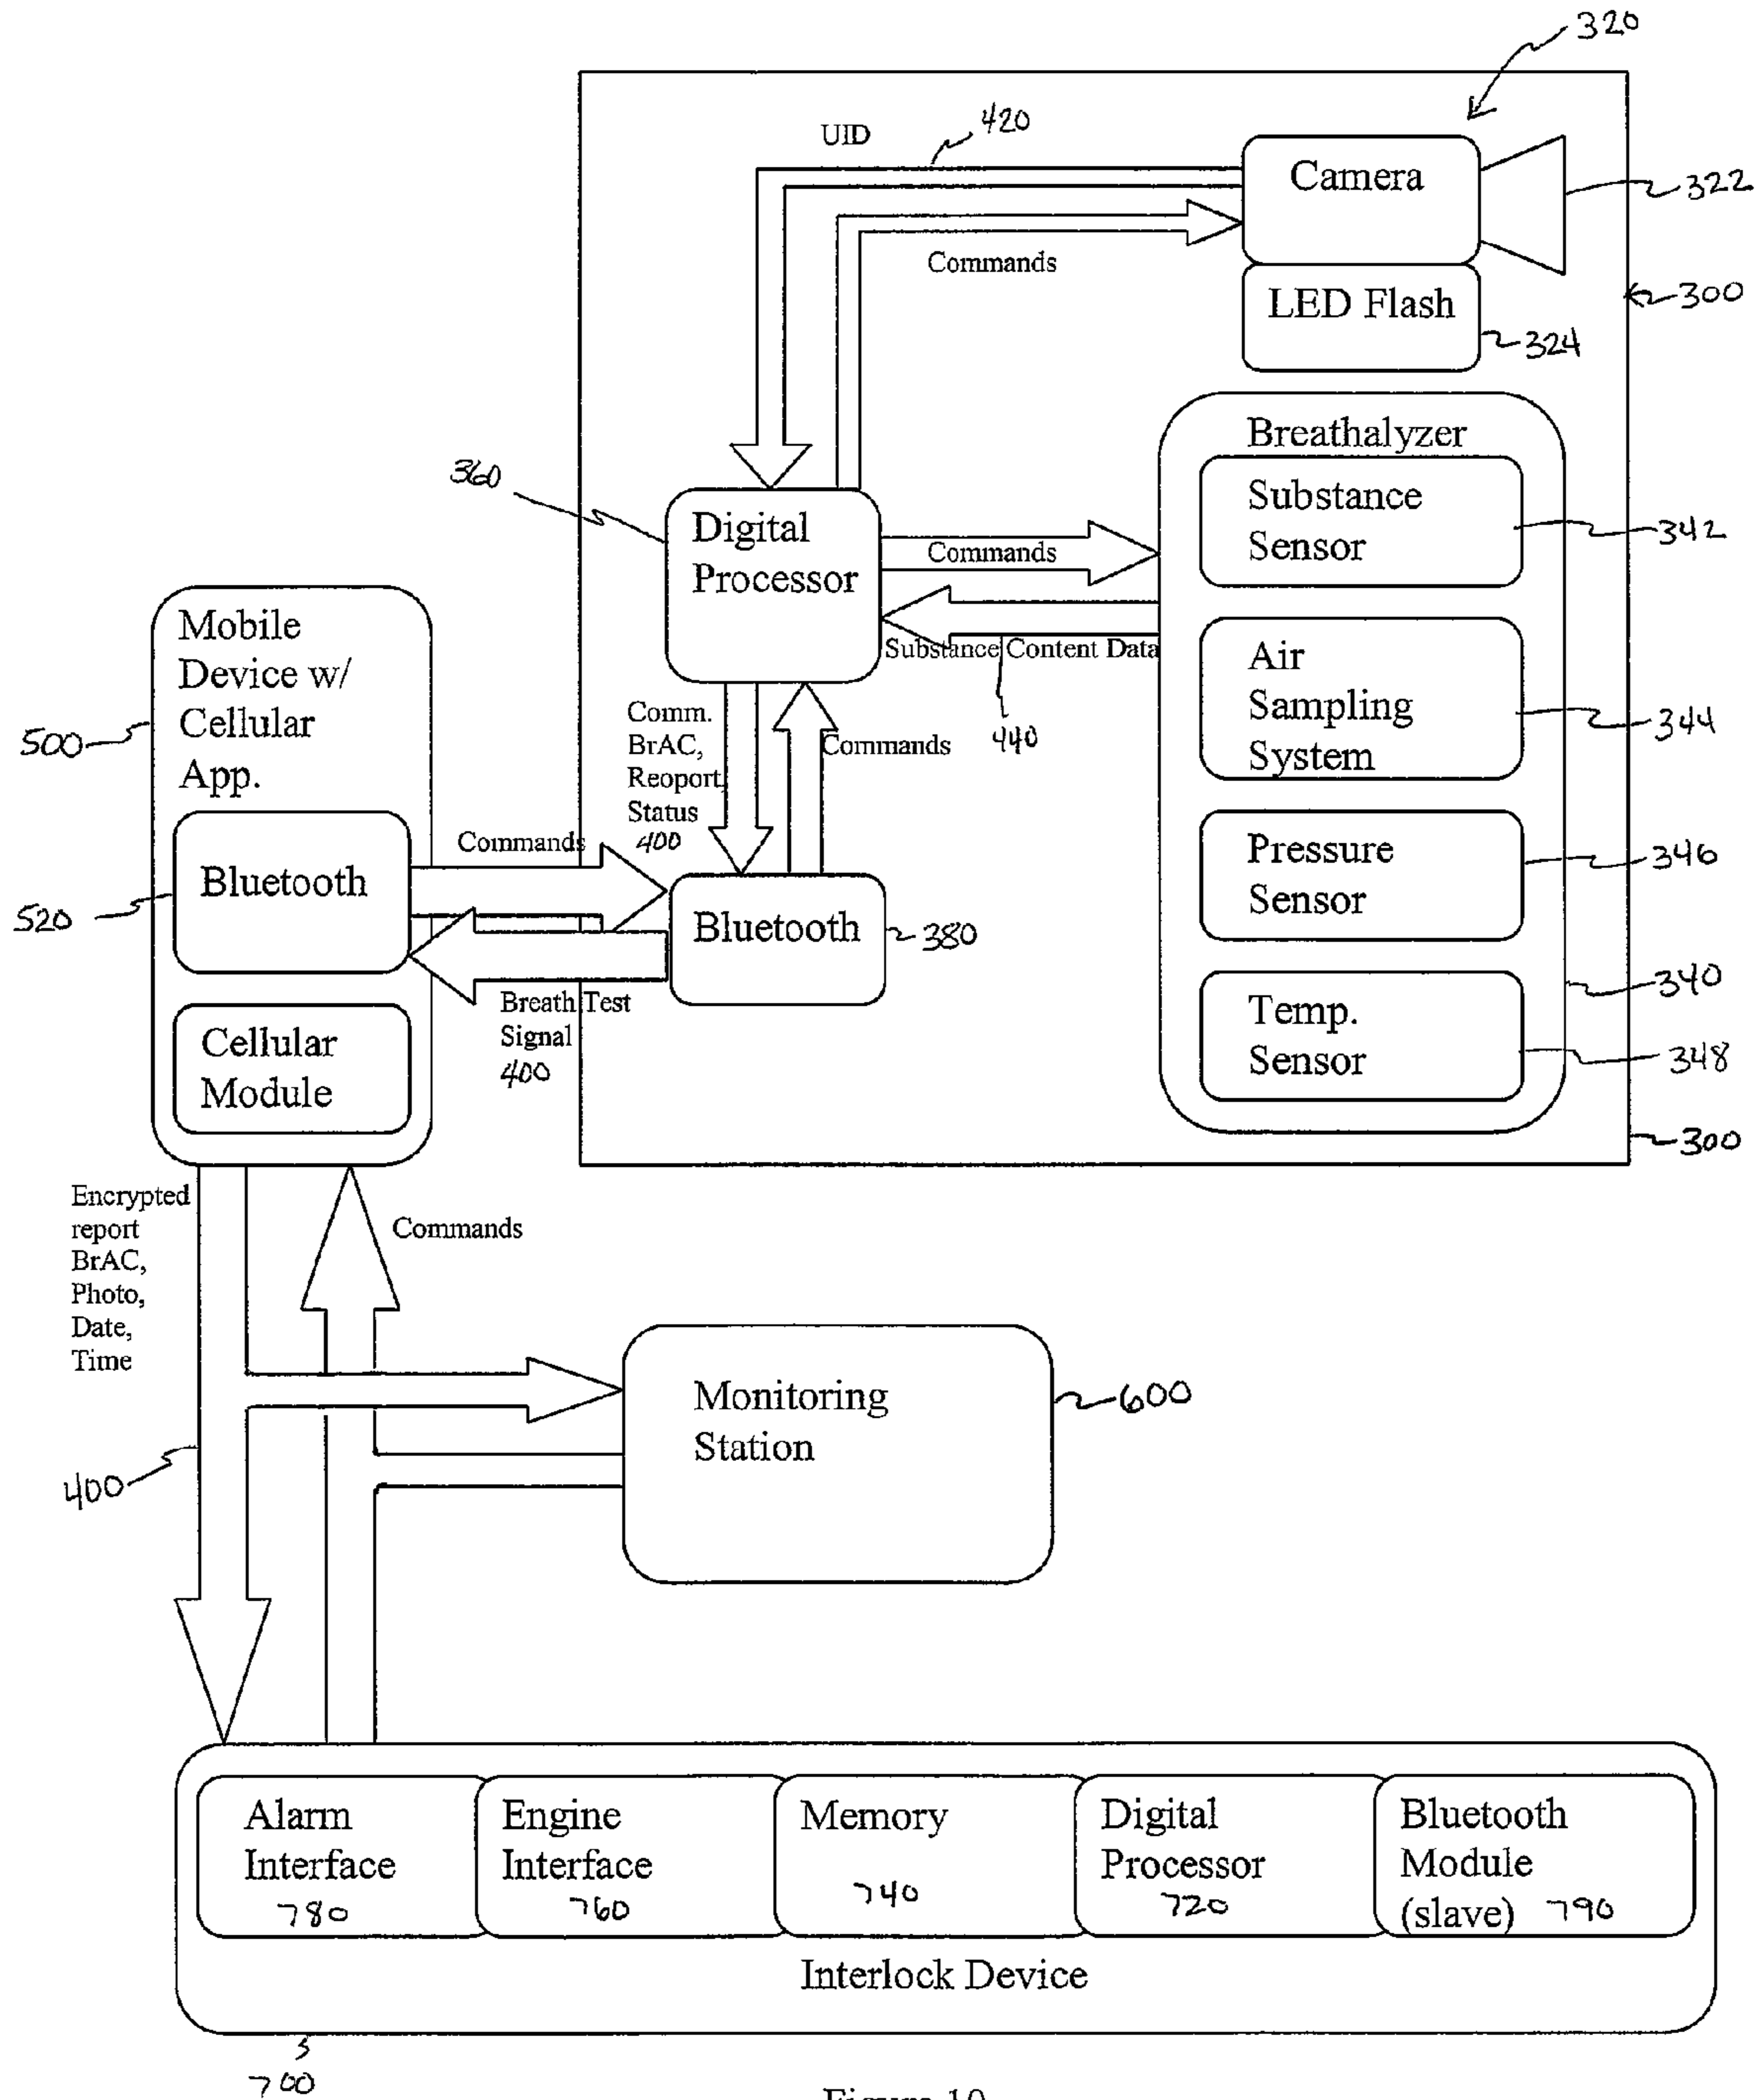 320
UID
420
Camera
322
Commands
300
LED Flash
324
Breathalyzer
360
Substance
Sensor
342
Digital
Processor
Commands
Substance Content Data
440
Air
Sampling
System
344
Mobile
Device w/
Cellular
App.
500
Comm.
BrAC,
Reoport
Status
400
Commands
Pressure
Sensor
346
Commands
Bluetooth
520
Bluetooth
380
340
Breath Test
Signal
400
Temp.
Sensor
348
Cellular
Module
300
Encrypted
report
BrAC,
Photo,
Date,
Time
Commands
Monitoring
Station
600
400
Alarm
Interface
780
Engine
Interface
760
Memory
740
Digital
Processor
720
Bluetooth
Module
(slave) 790
Interlock Device
700
Figure 10